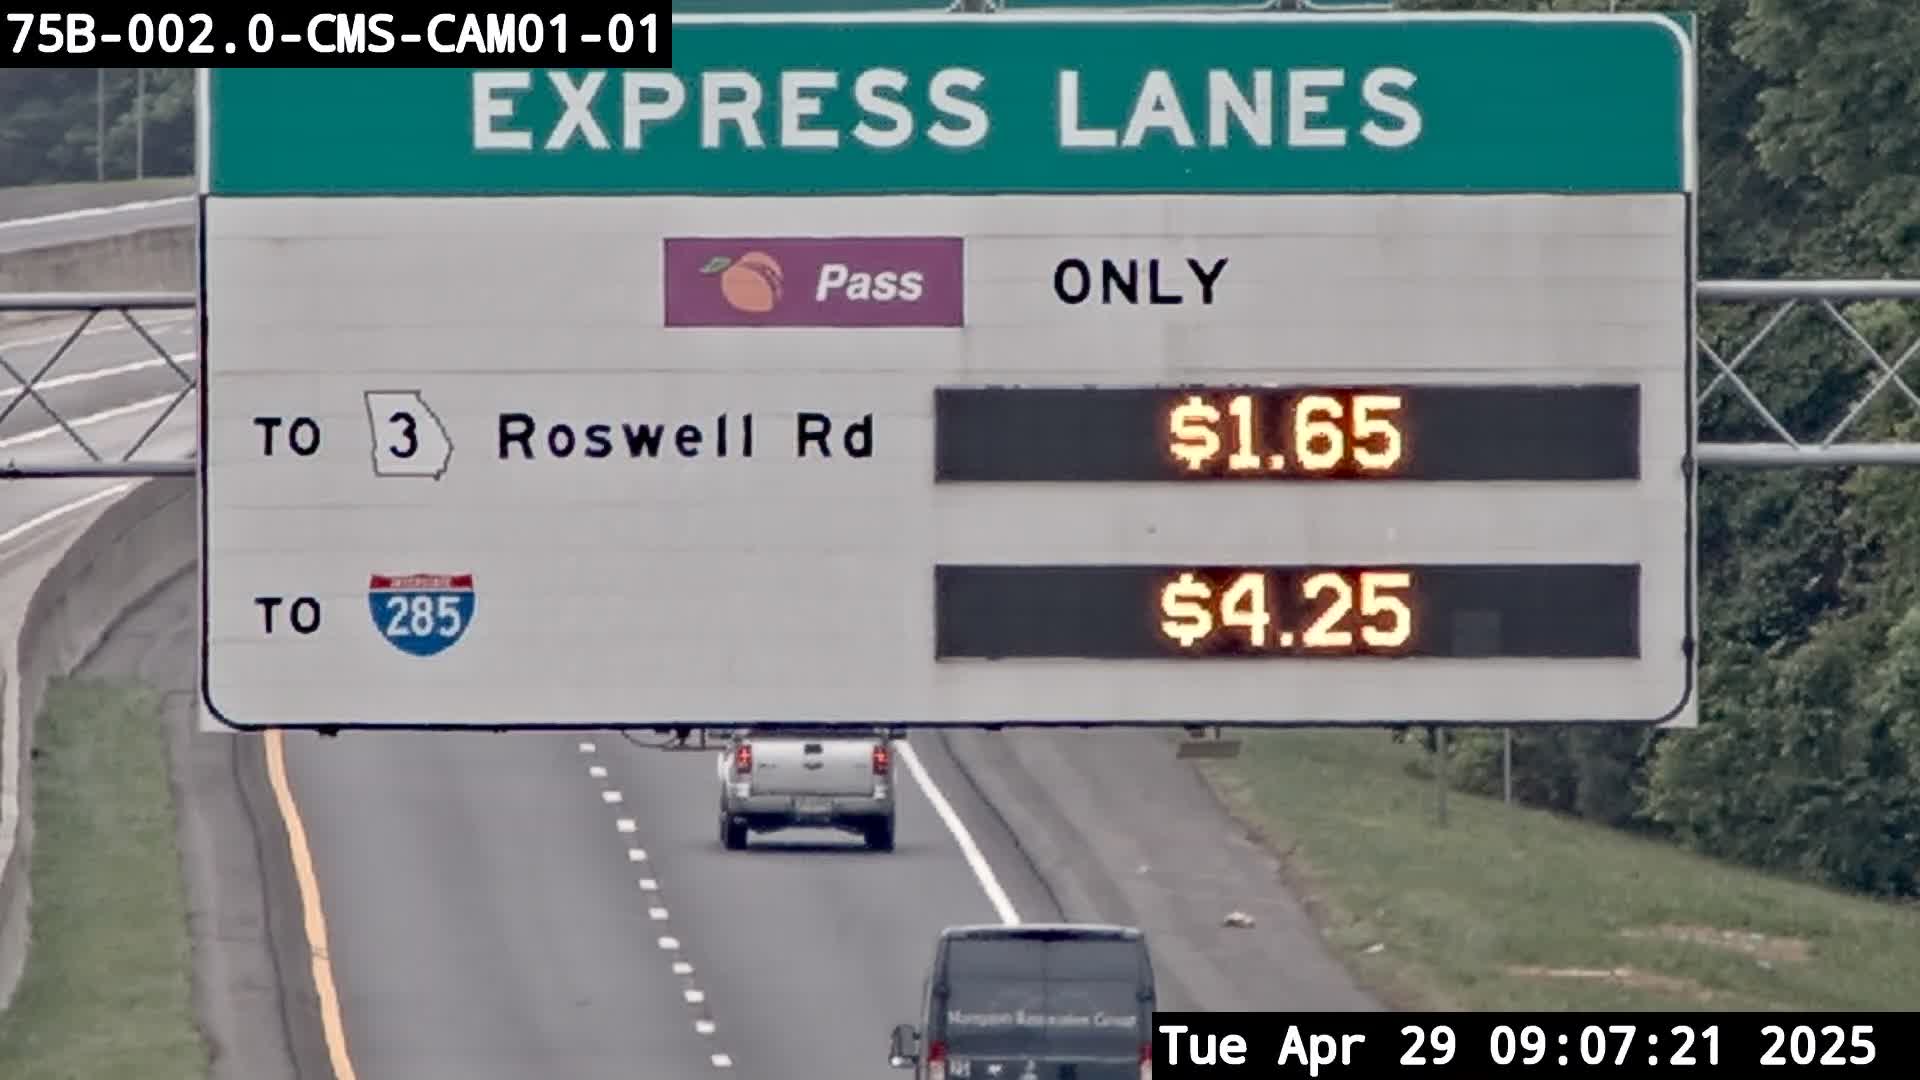 75B-002.0-CMS-CAM01-01
EXPRESS LANES
Pass ONLY
TO 3 Roswell Rd $1.65
TO INTERSTATE 285 $4.25
Tue Apr 29 09:07:21 2025